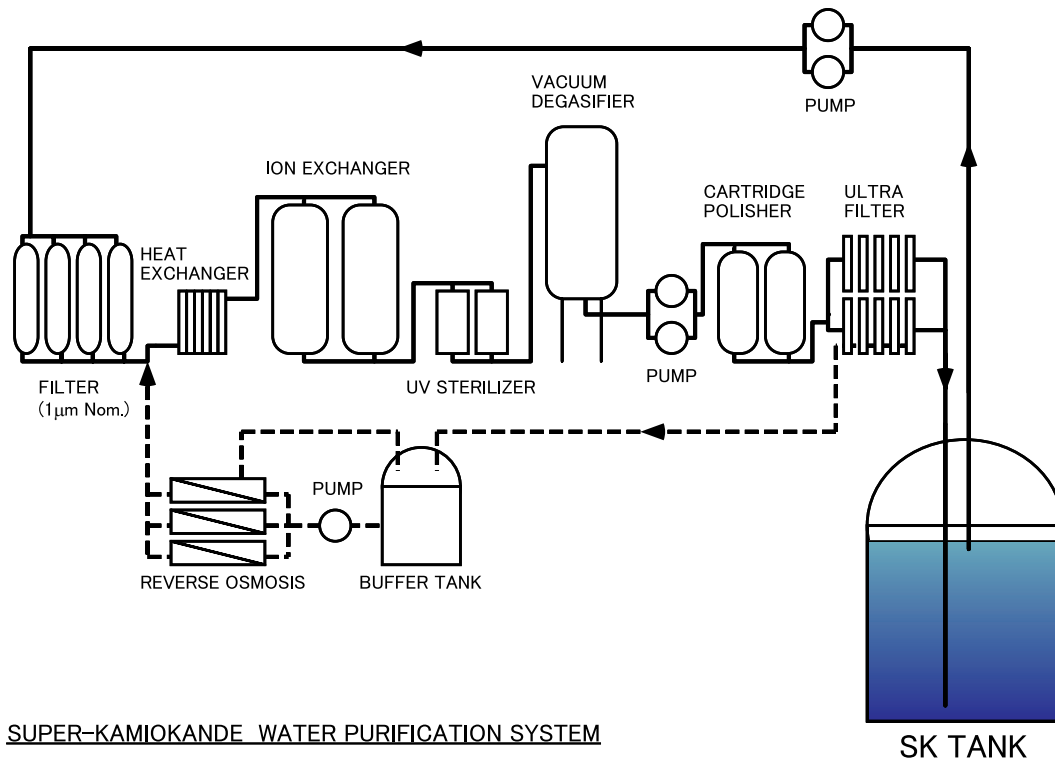 PUMP
VACUUM
DEGASIFIER
ION EXCHANGER
CARTRIDGE
POLISHER
ULTRA
FILTER
HEAT
EXCHANGER
FILTER
(1μm Nom.)
UV STERILIZER
PUMP
PUMP
REVERSE OSMOSIS
BUFFER TANK
SUPER-KAMIOKANDE WATER PURIFICATION SYSTEM
SK TANK